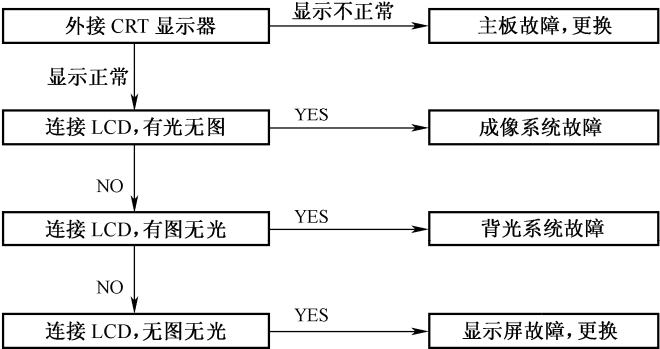 外接 CRT 显示器
显示不正常
主板故障,更换
显示正常
连接 LCD,有光无图
YES
成像系统故障
NO
连接 LCD,有图无光
YES
背光系统故障
NO
连接 LCD,无图无光
YES
显示屏故障,更换